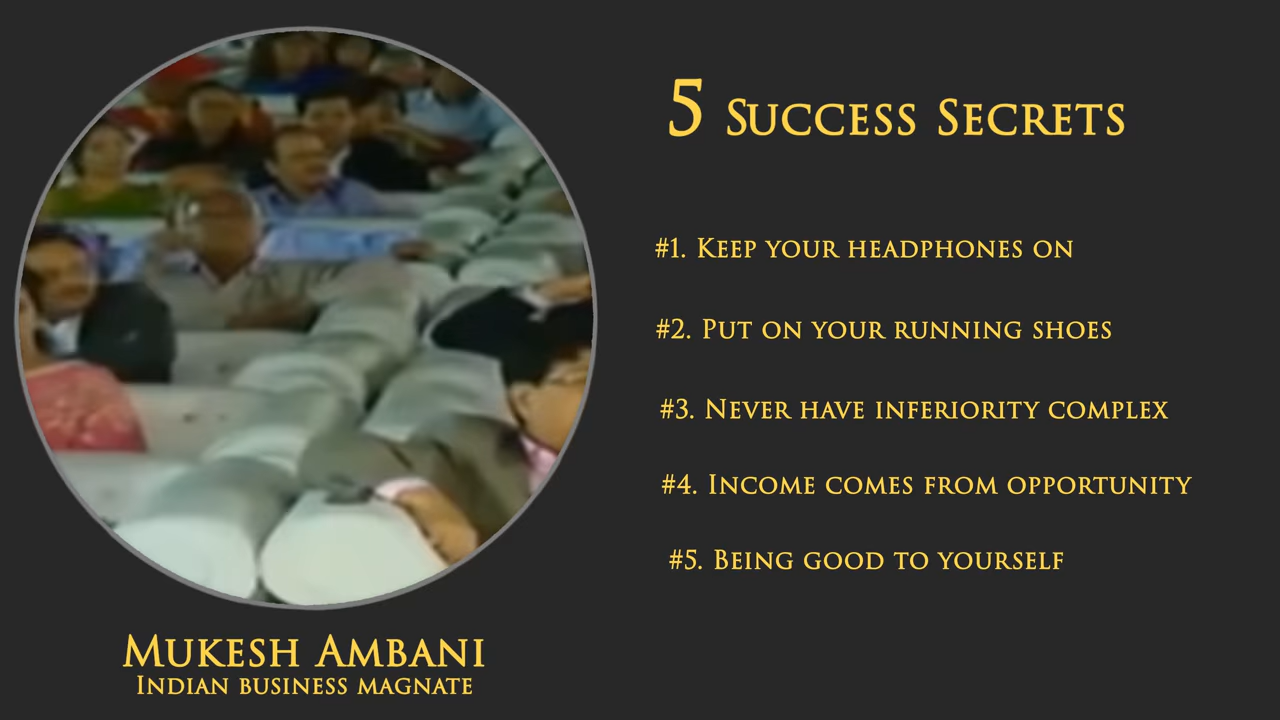 5 Success Secrets
#1. Keep your headphones on
#2. Put on your running shoes
#3. Never have inferiority complex
#4. Income comes from opportunity
#5. Being good to yourself
Mukesh Ambani
Indian business magnate